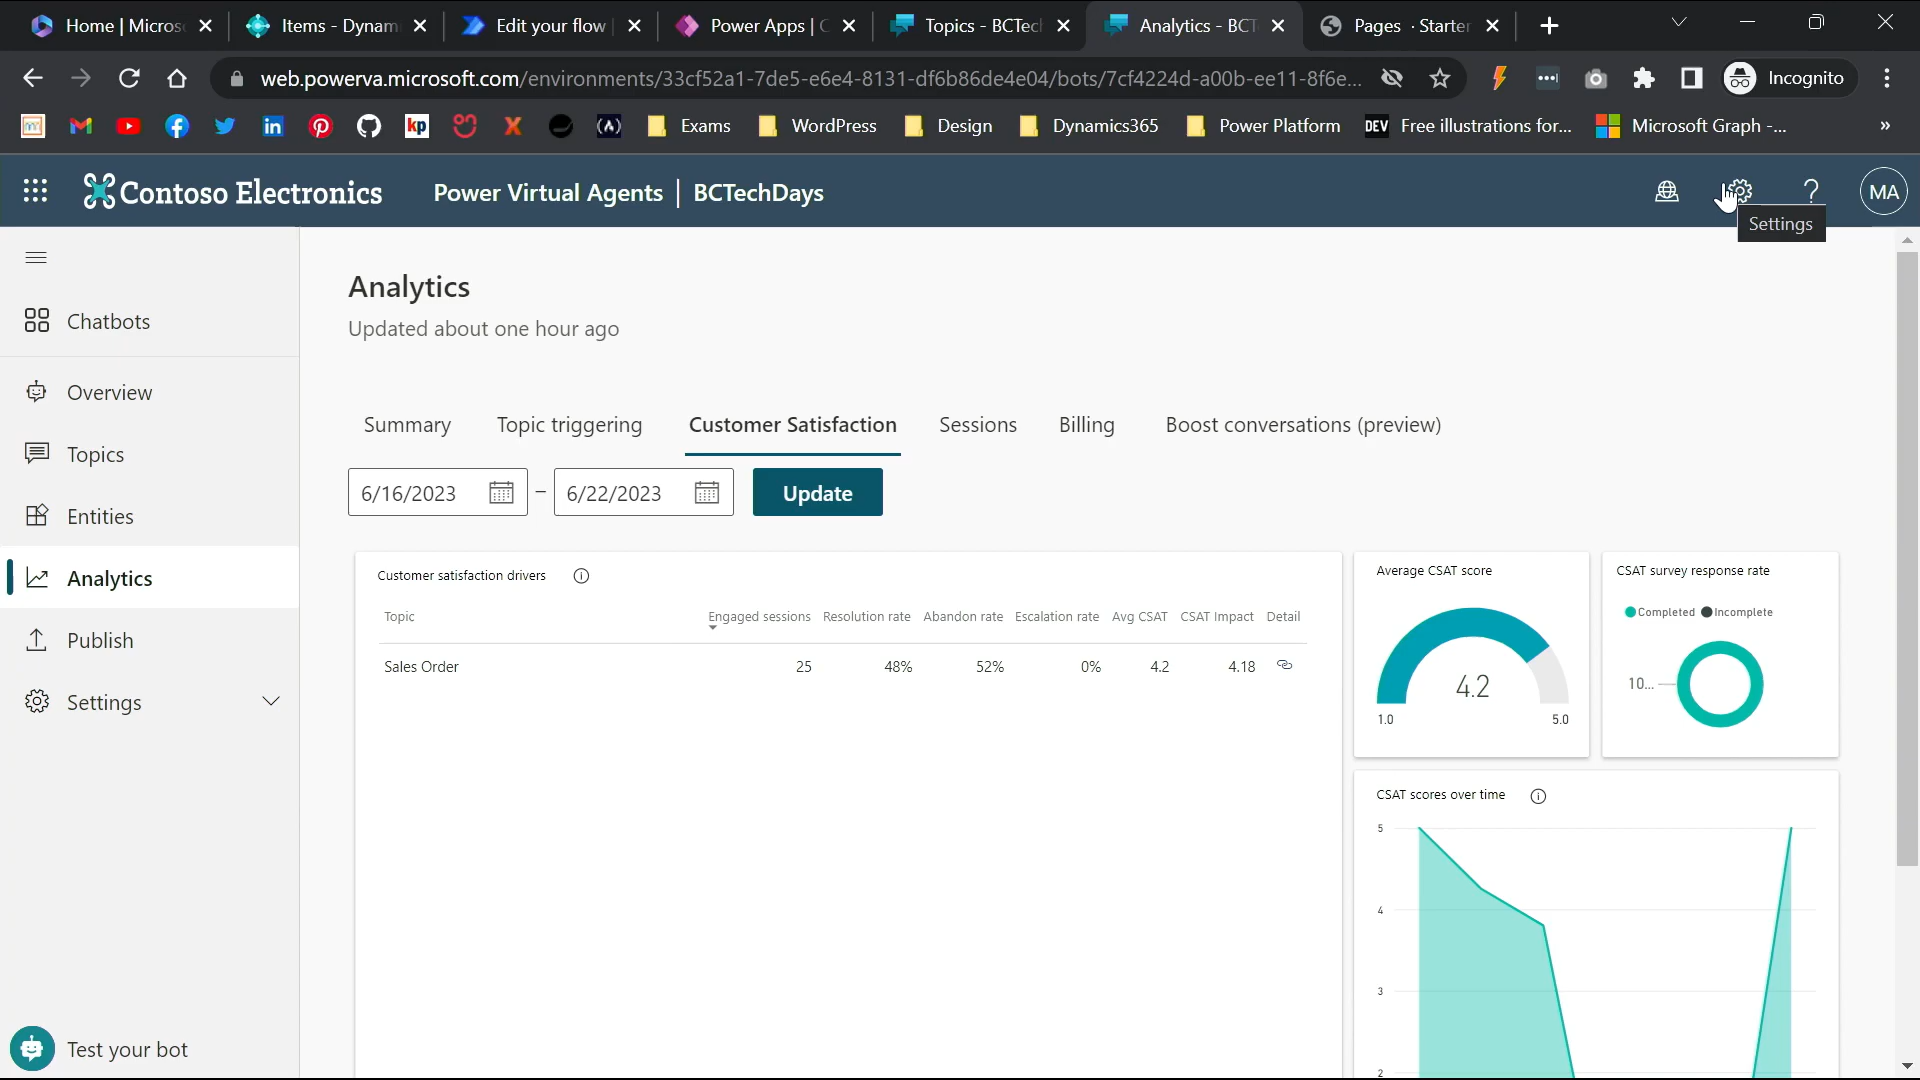 Home | Micros
Items - Dynam
Edit your flow
Power Apps | C
Topics - BCTech
Analytics - BCT
Pages · Starter
web.powerva.microsoft.com/environments/33cf52a1-7de5-e6e4-8131-df6b86de4e04/bots/7cf4224d-a00b-ee11-8f6e...
Incognito
kp
Exams
WordPress
Design
Dynamics365
Power Platform
DEV
Free illustrations for...
Microsoft Graph -...
»
Contoso Electronics
Power Virtual Agents | BCTechDays
MA
Settings
Chatbots
Overview
Topics
Entities
Analytics
Publish
Settings
Test your bot
Analytics
Updated about one hour ago
Summary Topic triggering Customer Satisfaction Sessions Billing Boost conversations (preview)
6/16/2023 – 6/22/2023 Update
Customer satisfaction drivers
Topic Engaged sessions Resolution rate Abandon rate Escalation rate Avg CSAT CSAT Impact Detail
Sales Order 25 48% 52% 0% 4.2 4.18
Average CSAT score
4.2
1.0 5.0
CSAT survey response rate
Completed Incomplete
10...
CSAT scores over time
5
4
3
2